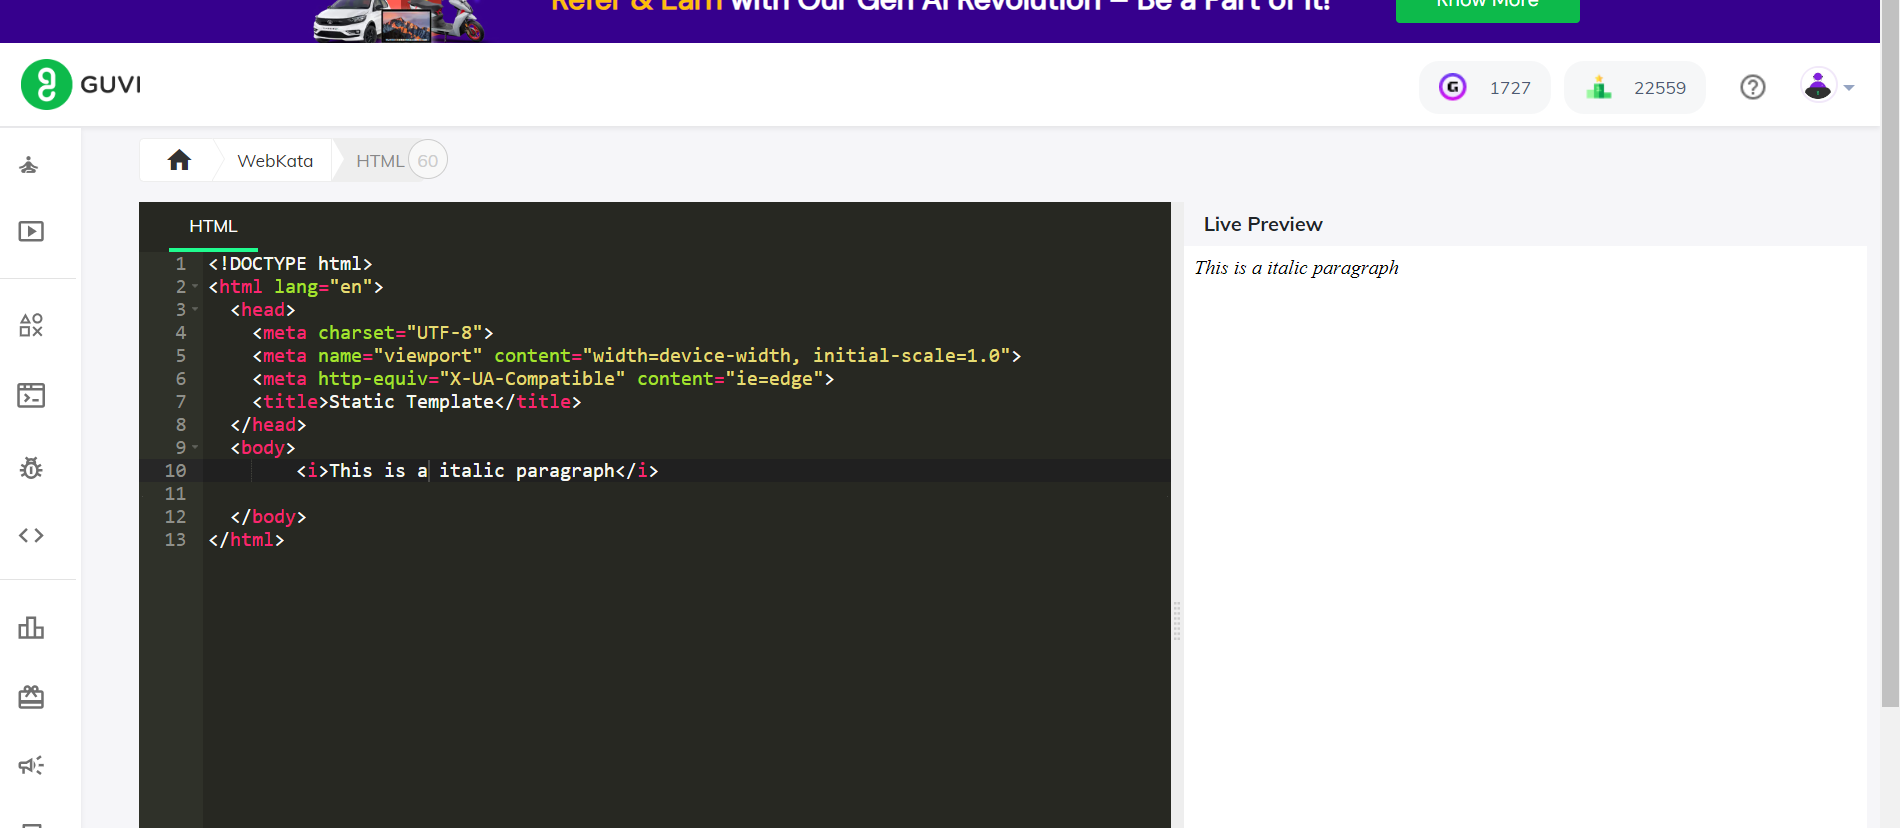 Refer & Earn with Our Gen AI Revolution – Be a Part of It!
Know More
GUVI
1727
22559
WebKata
HTML
60
HTML
1 <!DOCTYPE html>
2 <html lang="en">
3 <head>
4 <meta charset="UTF-8">
5 <meta name="viewport" content="width=device-width, initial-scale=1.0">
6 <meta http-equiv="X-UA-Compatible" content="ie=edge">
7 <title>Static Template</title>
8 </head>
9 <body>
10 <i>This is a italic paragraph</i>
11
12 </body>
13 </html>
Live Preview
This is a italic paragraph